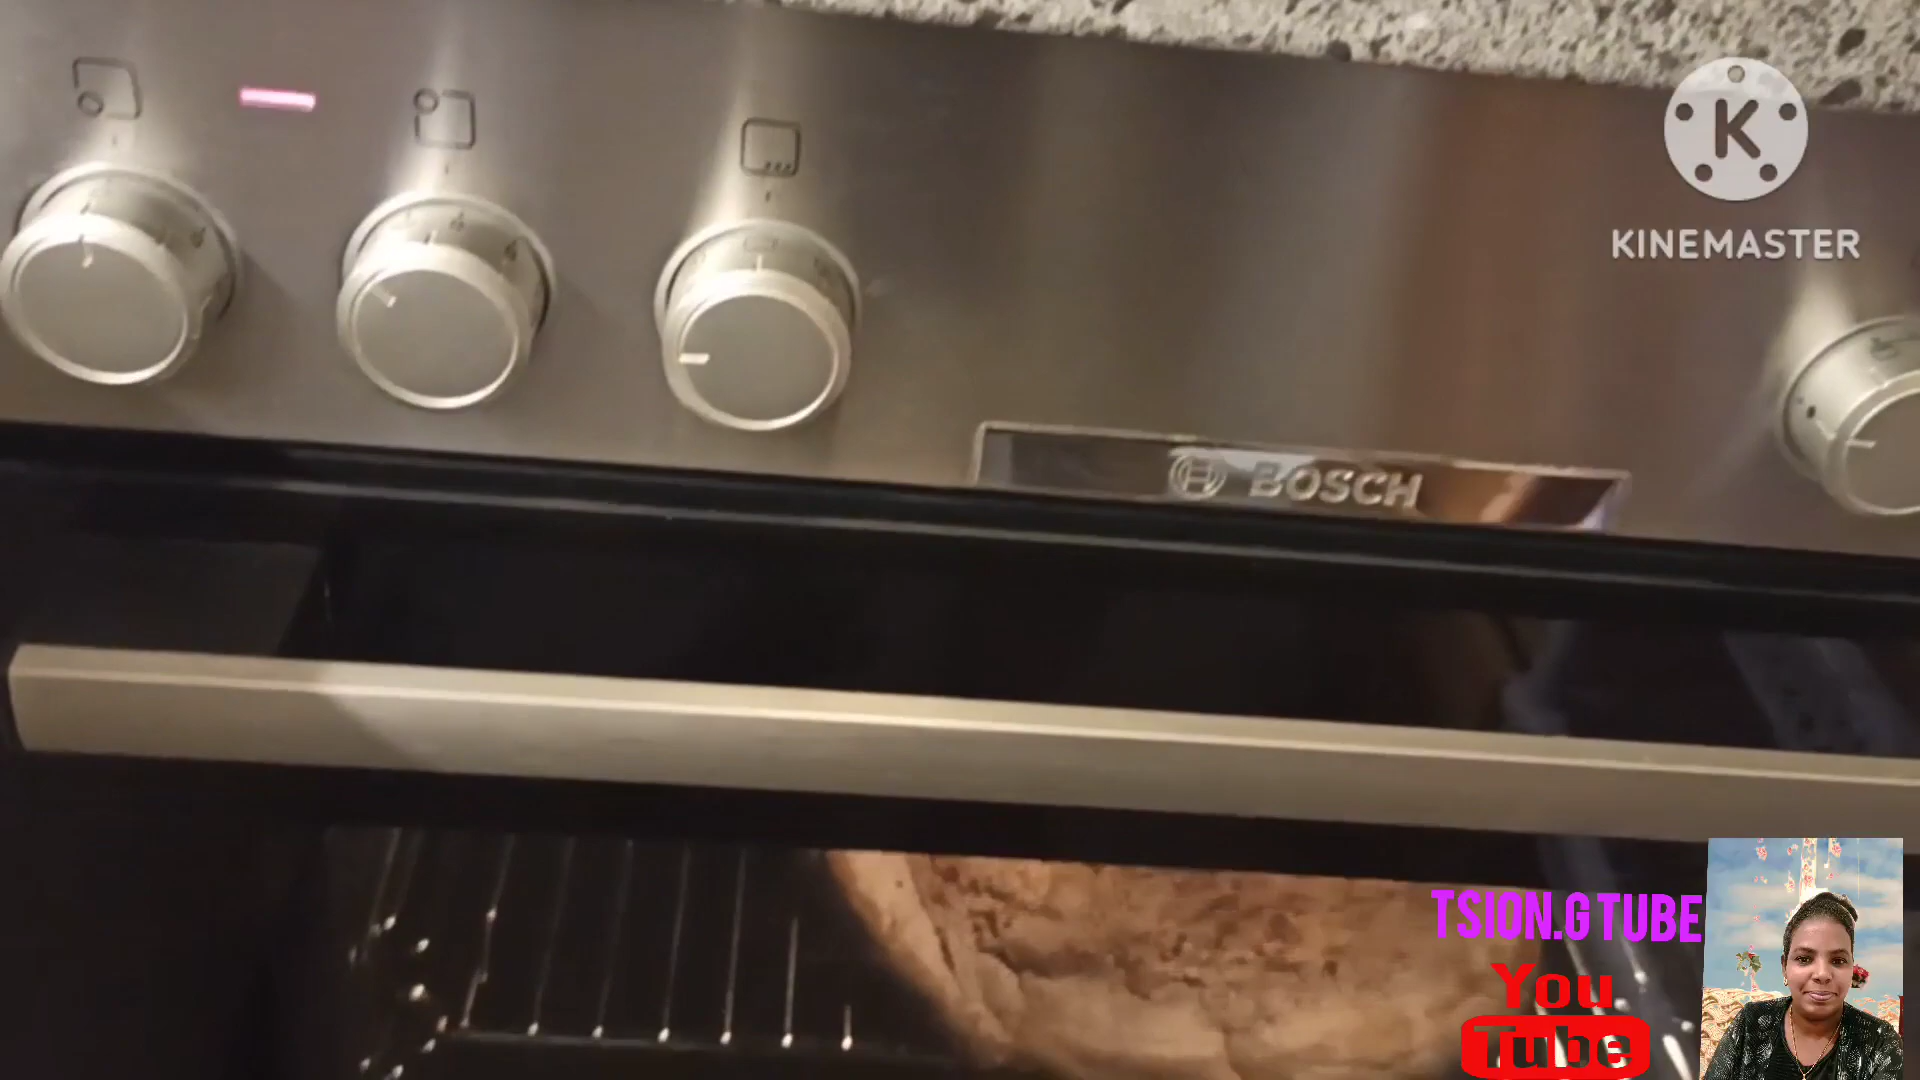 K
KINEMASTER
BOSCH
TSION.G TUBE
You
Tube